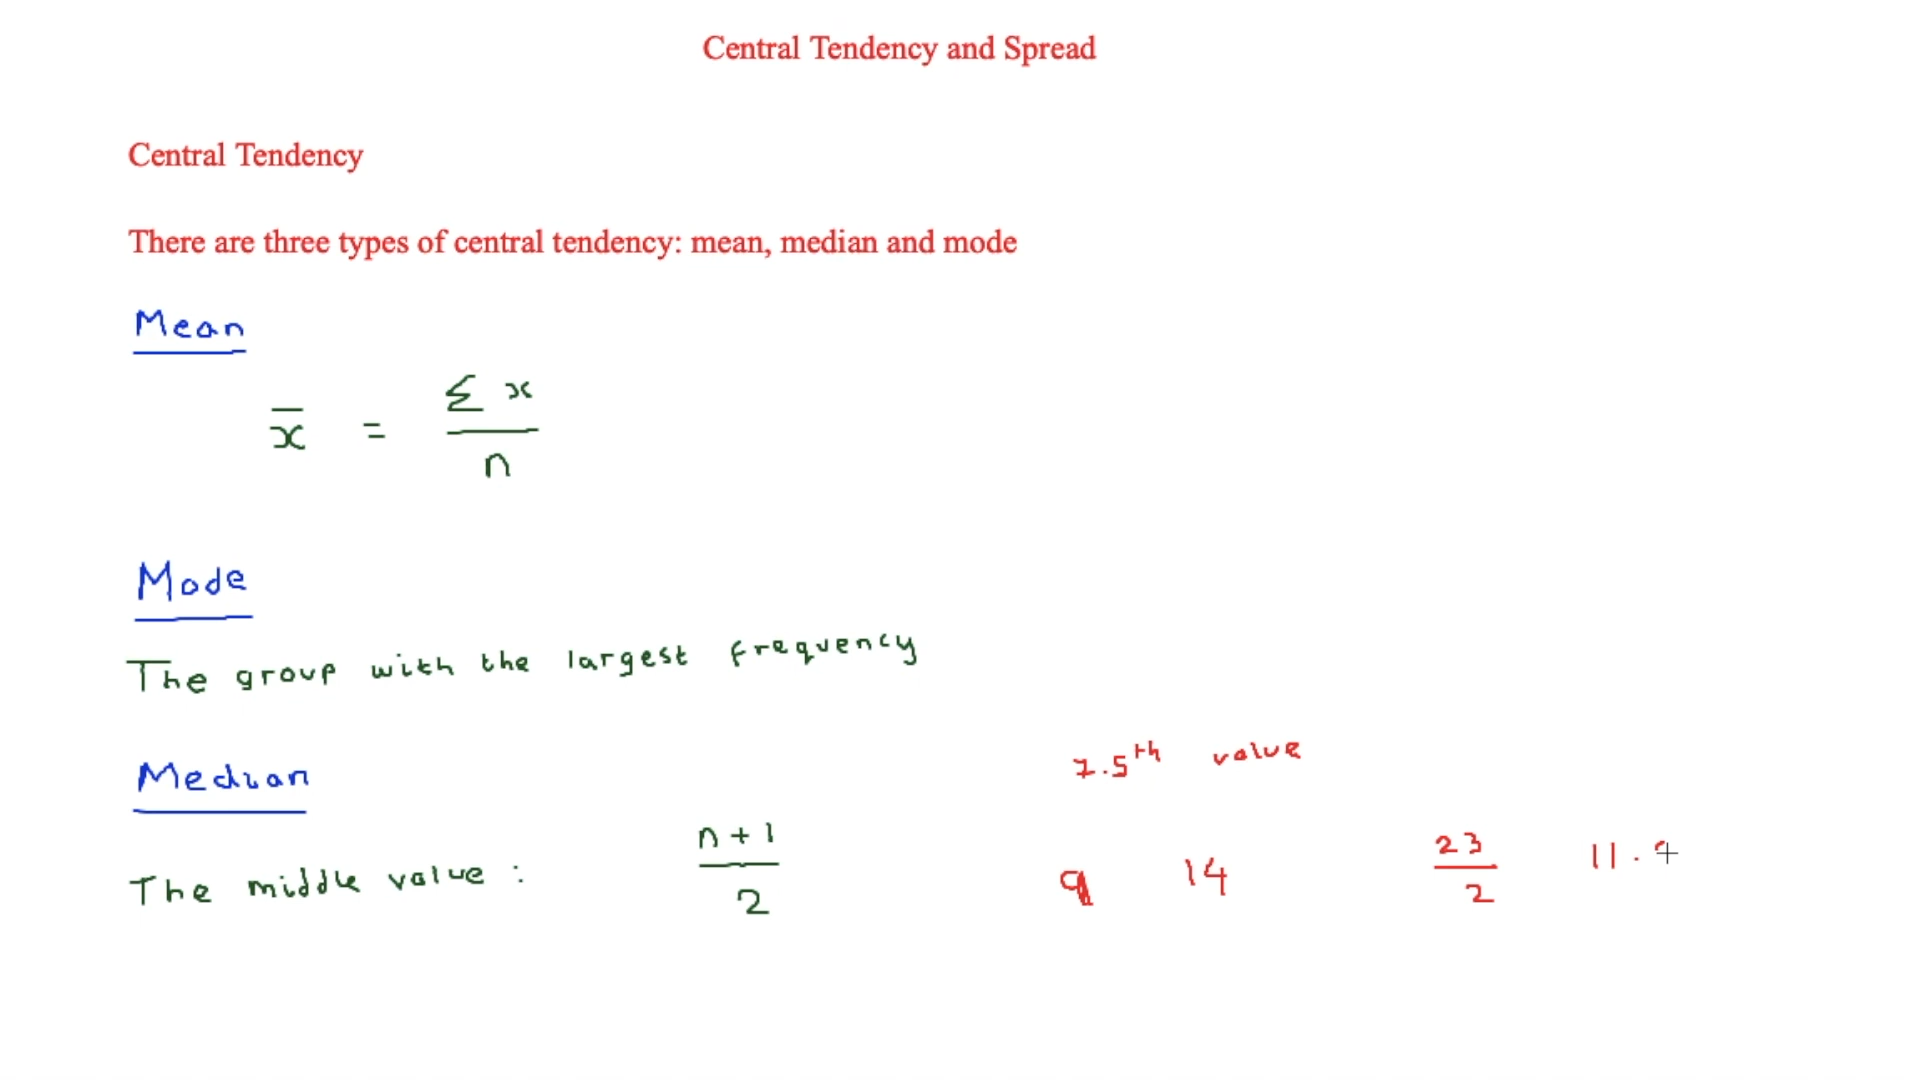 Central Tendency and Spread
Central Tendency
There are three types of central tendency: mean, median and mode
Mean
x̄ = Σx / n
Mode
The group with the largest frequency
Median
7.5th value
The middle value : n+1 / 2
9 14 23 / 2 11.